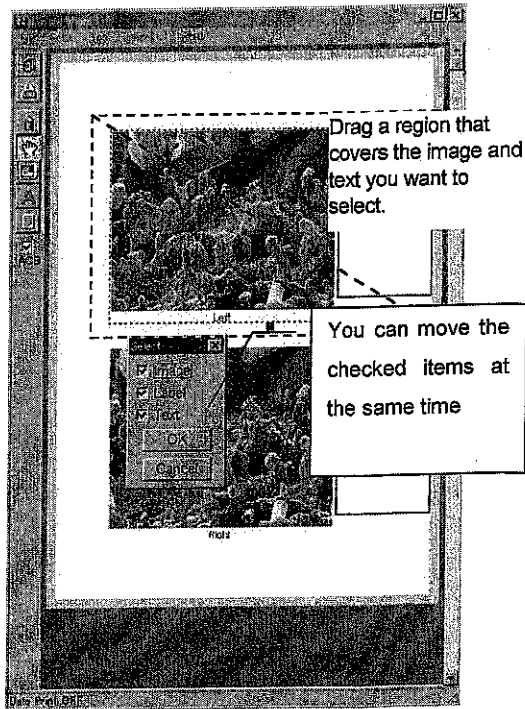 Drag a region that
covers the image and
text you want to
select.
Left
You can move the
checked items at
the same time
Image
Label
Text
OK
Cancel
Right